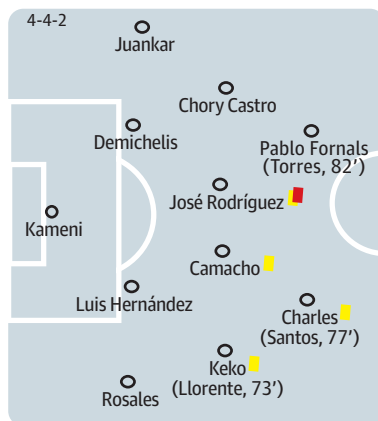 4-4-2
Juankar
Chory Castro
Demichelis
Pablo Fornals
(Torres, 82')
José Rodríguez
Kameni
Camacho
Luis Hernández
Charles
(Santos, 77')
Keko
(Llorente, 73')
Rosales